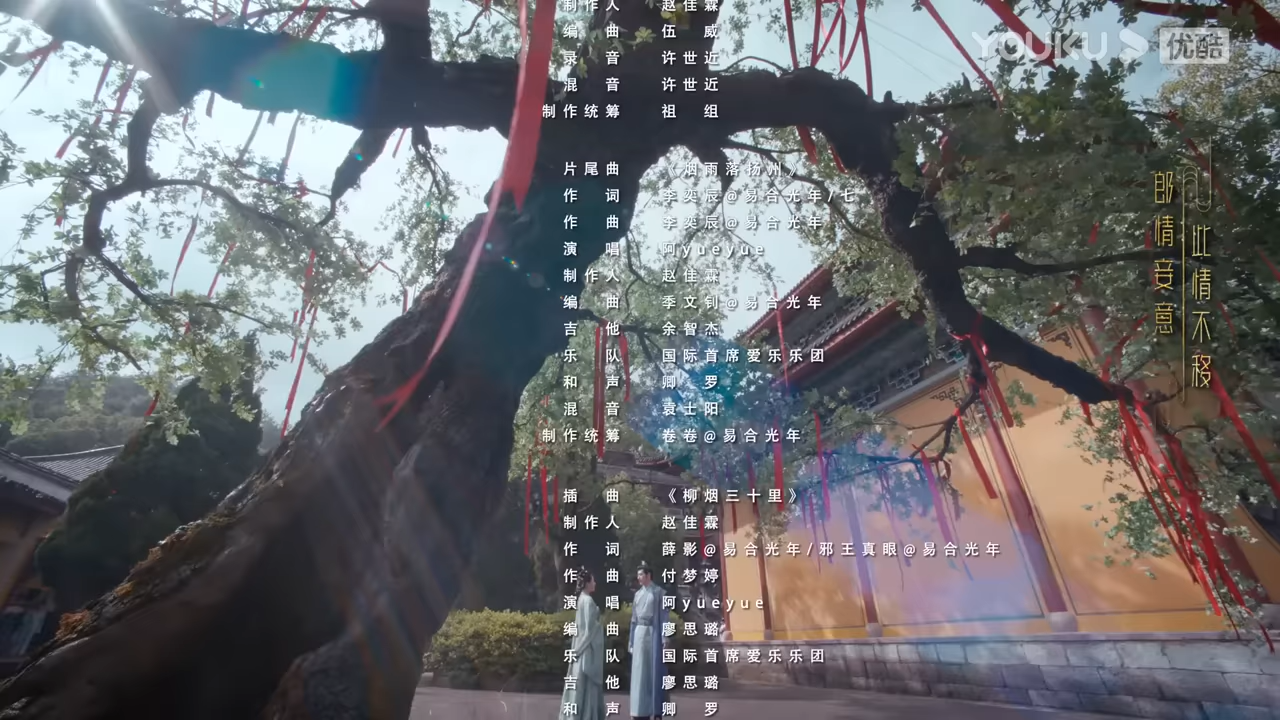 制作人 赵佳霖
编曲 伍威
录音 许世近
混音 许世近
制作统筹 祖组
片尾曲 《烟雨落扬州》
作词 李奕辰@易合光年/七
作曲 李奕辰@易合光年
演唱 阿yueyue
制作人 赵佳霖
编曲 季文钊@易合光年
吉他 余智杰
乐队 国际首席爱乐乐团
和声 卿罗
混音 袁士阳
制作统筹 卷卷@易合光年
插曲 《柳烟三十里》
制作人 赵佳霖
作词 薛影@易合光年/邪王真眼@易合光年
作曲 付梦婷
演唱 阿yueyue
编曲 廖思璐
乐队 国际首席爱乐乐团
吉他 廖思璐
和声 卿罗
YOUKU 优酷
此情不移
郎情妾意